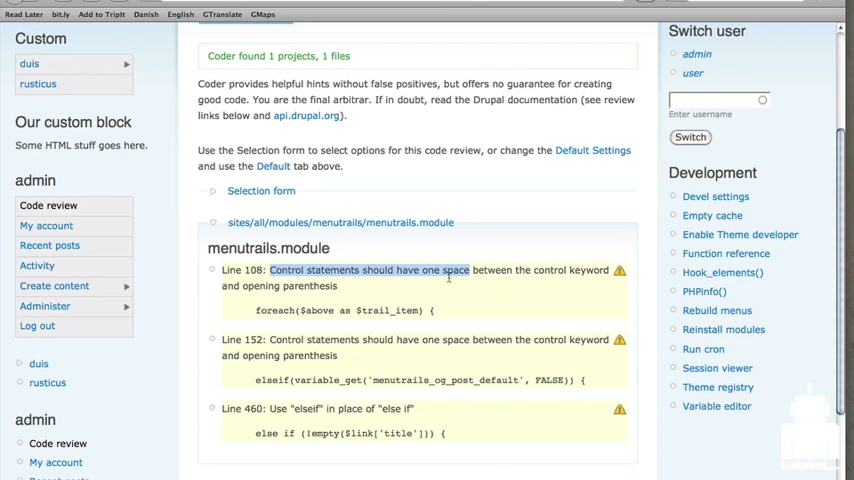 Read Later bit.ly Add to TripIt Danish English GTranslate GMaps
Custom
duis
rusticus
Our custom block
Some HTML stuff goes here.
admin
Code review
My account
Recent posts
Activity
Create content
Administer
Log out
duis
rusticus
admin
Code review
My account
Coder found 1 projects, 1 files
Coder provides helpful hints without false positives, but offers no guarantee for creating
good code. You are the final arbitrar. If in doubt, read the Drupal documentation (see review
links below and api.drupal.org).
Use the Selection form to select options for this code review, or change the Default Settings
and use the Default tab above.
Selection form
sites/all/modules/menutrails/menutrails.module
menutrails.module
Line 108: Control statements should have one space between the control keyword
and opening parenthesis
foreach($above as $trail_item) {
Line 152: Control statements should have one space between the control keyword
and opening parenthesis
elseif(variable_get('menutrails_og_post_default', FALSE)) {
Line 460: Use "elseif" in place of "else if"
else if (!empty($link['title'])) {
Switch user
admin
user
Enter username
Switch
Development
Devel settings
Empty cache
Enable Theme developer
Function reference
Hook_elements()
PHPinfo()
Rebuild menus
Reinstall modules
Run cron
Session viewer
Theme registry
Variable editor